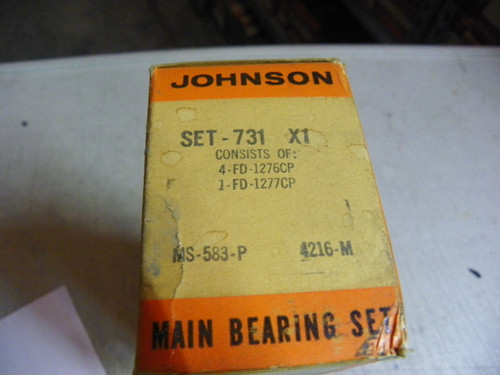 JOHNSON
SET-731 X1
CONSISTS OF:
4-FD-1276CP
1-FD-1277CP
MS-583-P 4216-M
MAIN BEARING SET